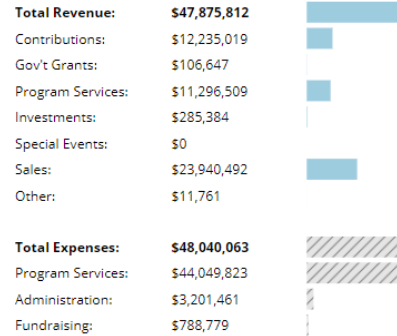 Total Revenue: $47,875,812
Contributions: $12,235,019
Gov't Grants: $106,647
Program Services: $11,296,509
Investments: $285,384
Special Events: $0
Sales: $23,940,492
Other: $11,761
Total Expenses: $48,040,063
Program Services: $44,049,823
Administration: $3,201,461
Fundraising: $788,779